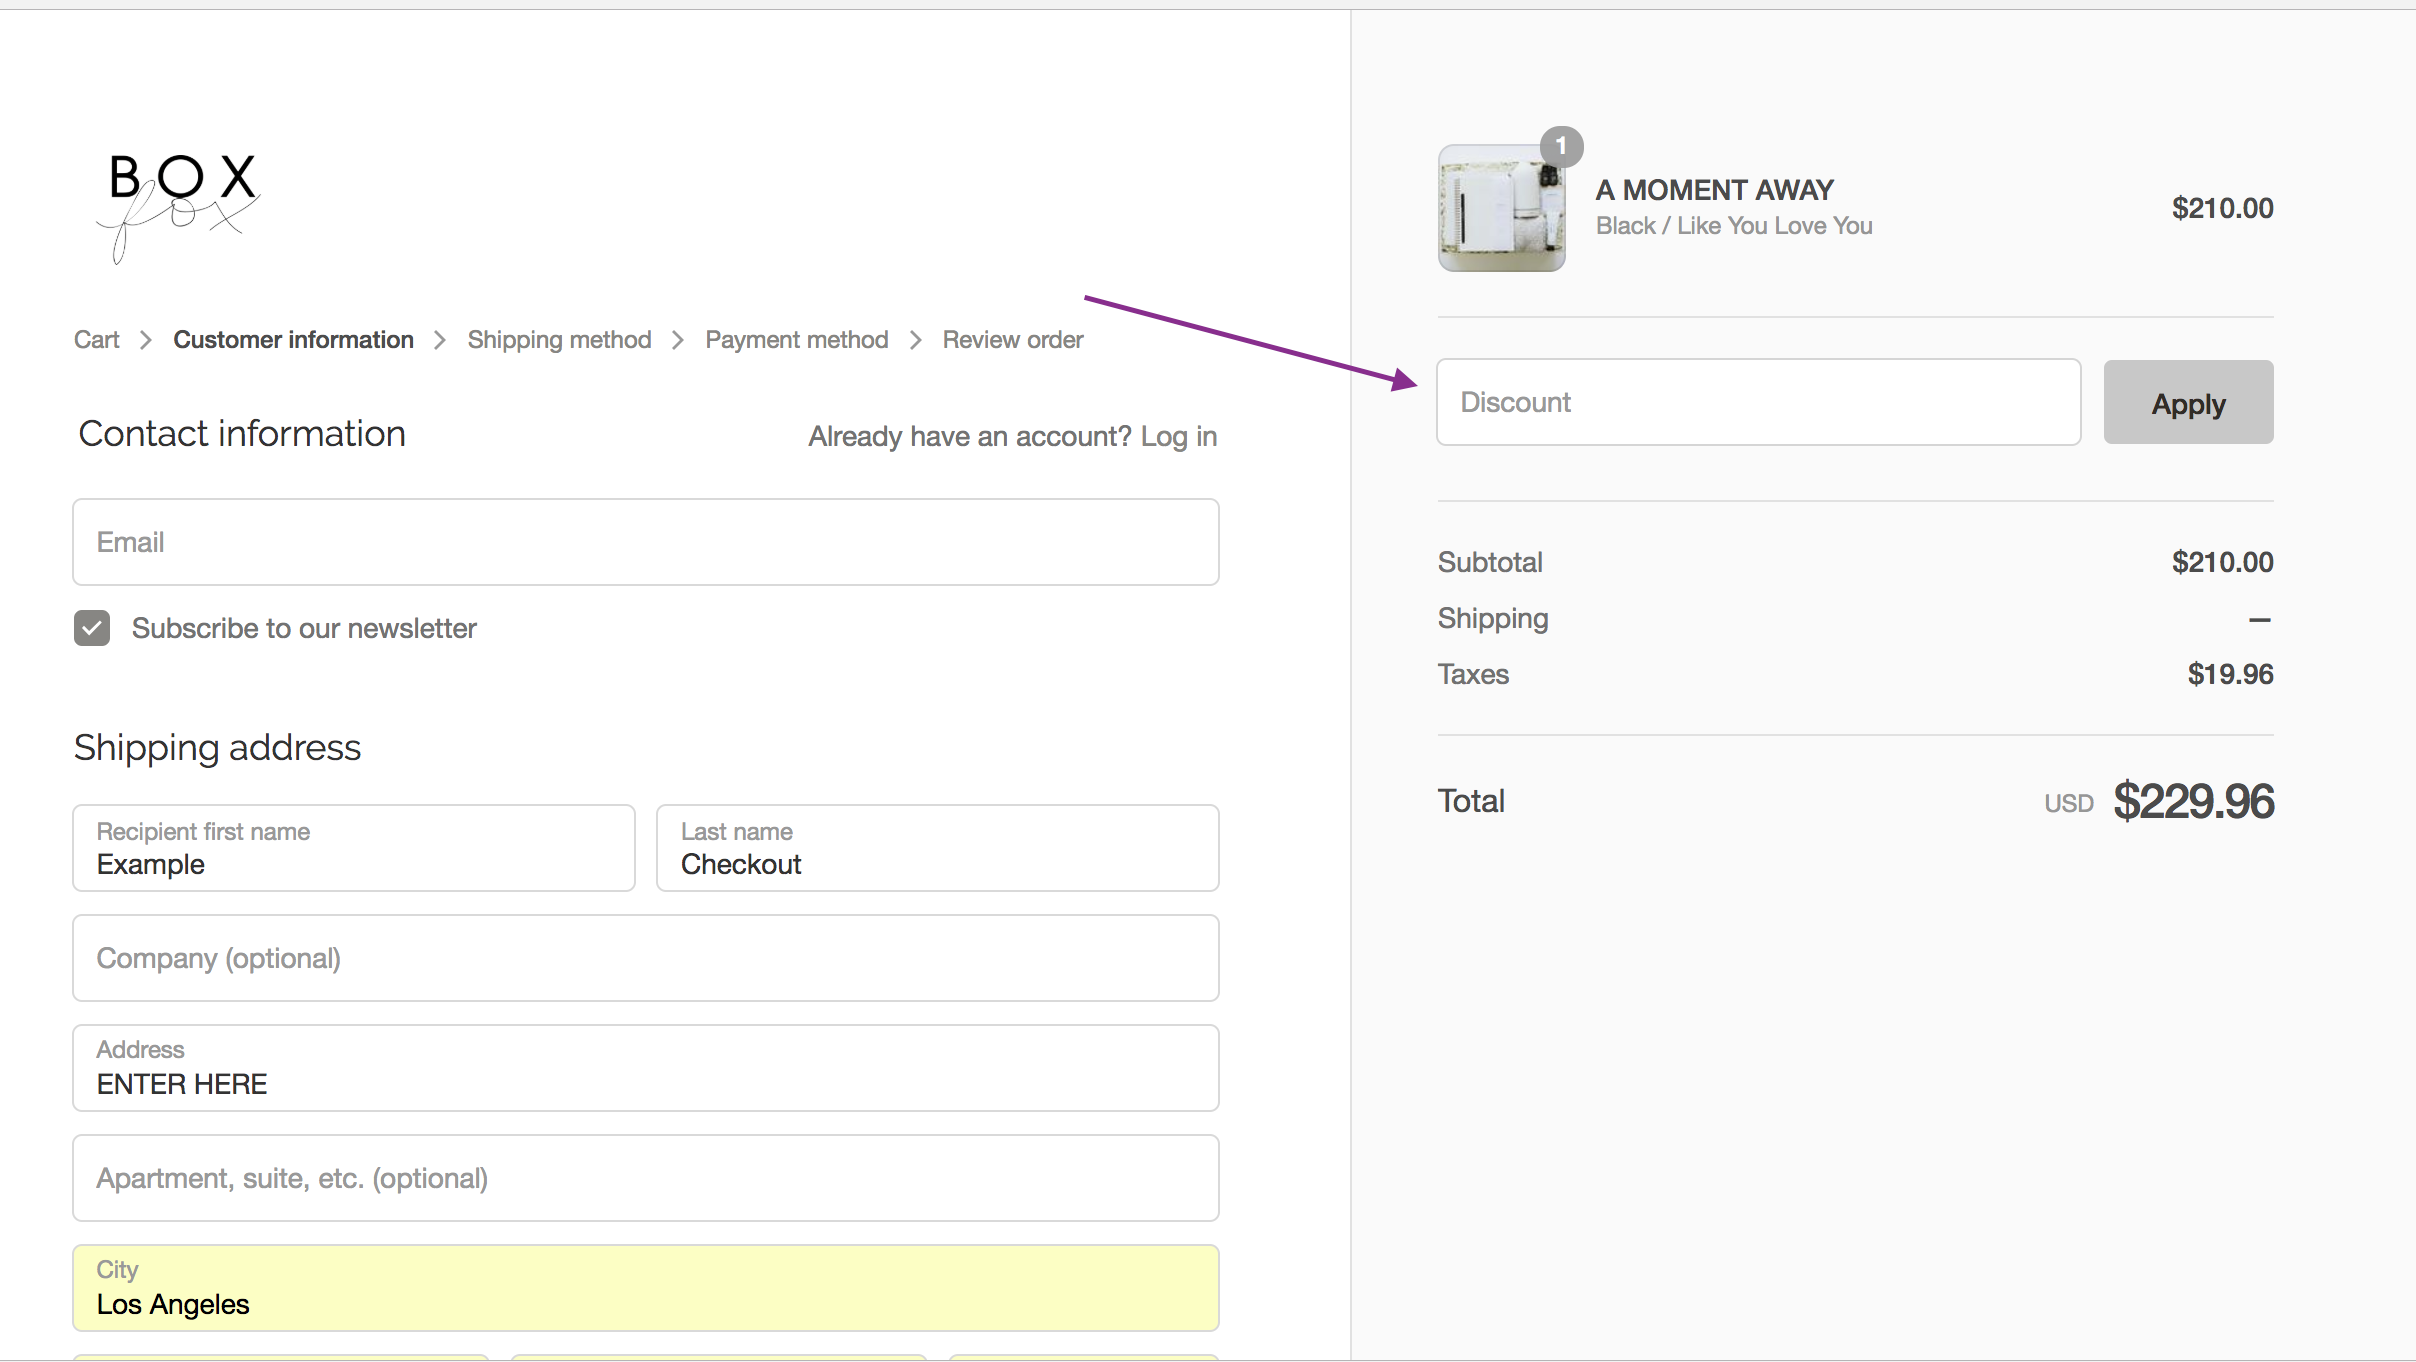 BOX
fox
Cart > Customer information > Shipping method > Payment method > Review order
Contact information
Already have an account? Log in
Email
Subscribe to our newsletter
Shipping address
Recipient first name
Example
Last name
Checkout
Company (optional)
Address
ENTER HERE
Apartment, suite, etc. (optional)
City
Los Angeles
1
A MOMENT AWAY
Black / Like You Love You
$210.00
Discount
Apply
Subtotal $210.00
Shipping —
Taxes $19.96
Total USD $229.96